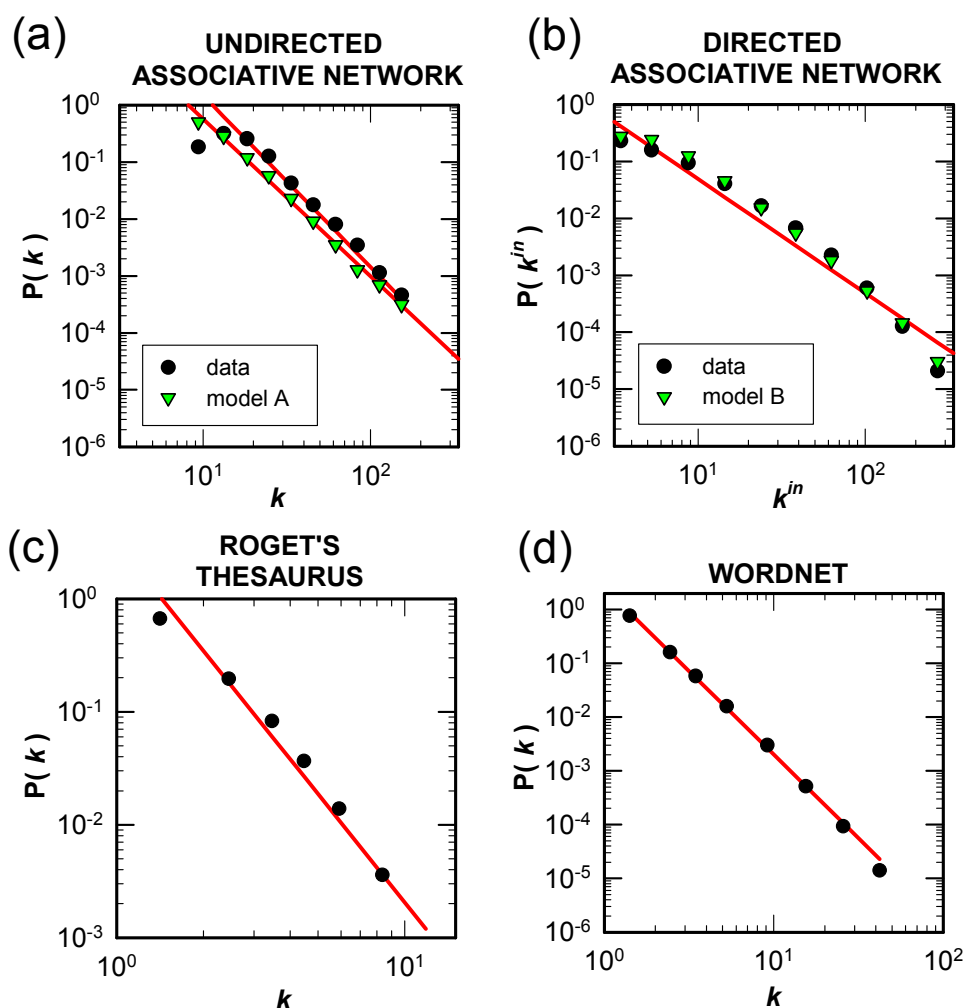 (a)
UNDIRECTED
ASSOCIATIVE NETWORK
10^0
10^-1
10^-2
10^-3
10^-4
10^-5
10^-6
P( k )
data
model A
10^1
10^2
k
(b)
DIRECTED
ASSOCIATIVE NETWORK
10^0
10^-1
10^-2
10^-3
10^-4
10^-5
10^-6
P( k^in )
data
model B
10^1
10^2
k^in
(c)
ROGET'S
THESAURUS
10^0
10^-1
10^-2
10^-3
P( k )
10^0
10^1
k
(d)
WORDNET
10^0
10^-1
10^-2
10^-3
10^-4
10^-5
10^-6
P( k )
10^0
10^1
10^2
k